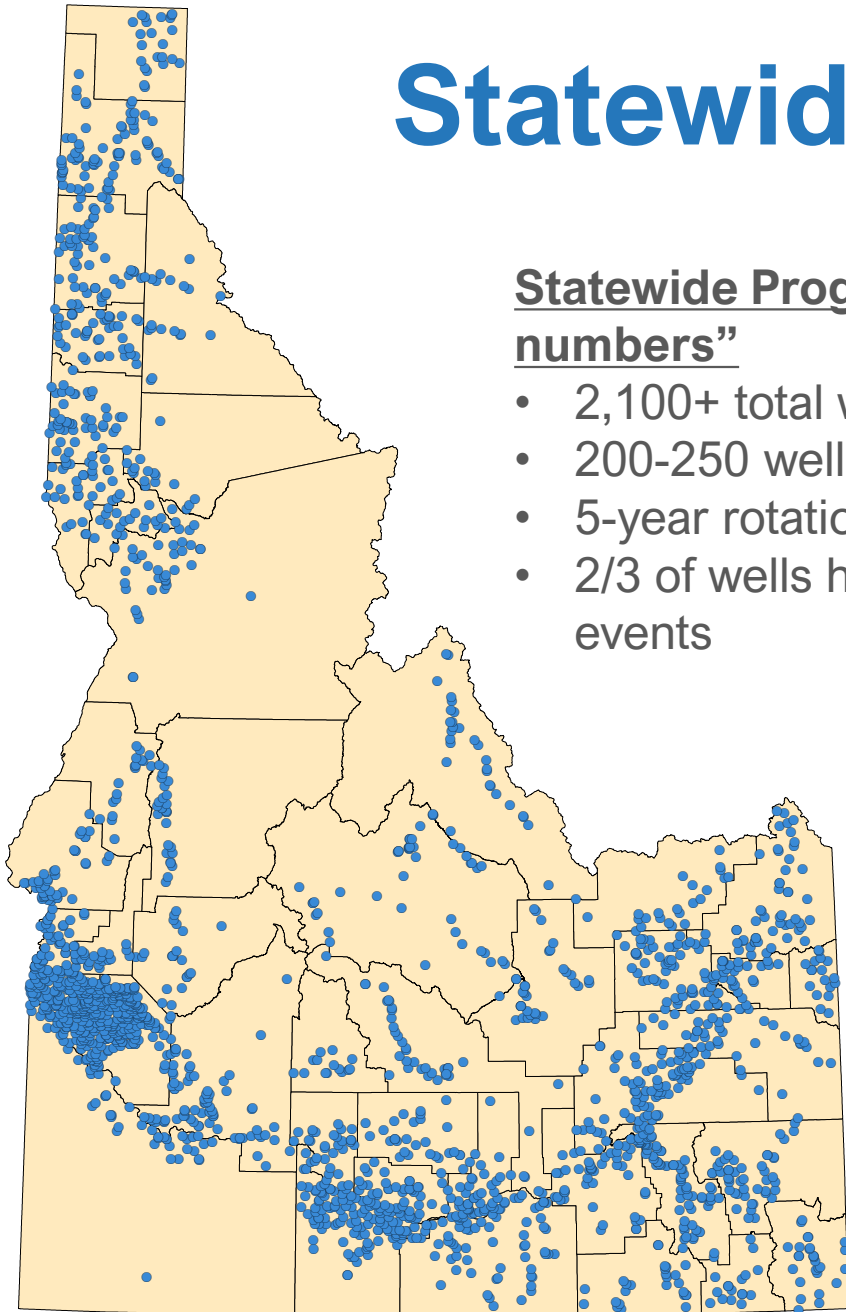 Statewid
Statewide Prog
numbers”
• 2,100+ total w
• 200-250 well
• 5-year rotatio
• 2/3 of wells h
events